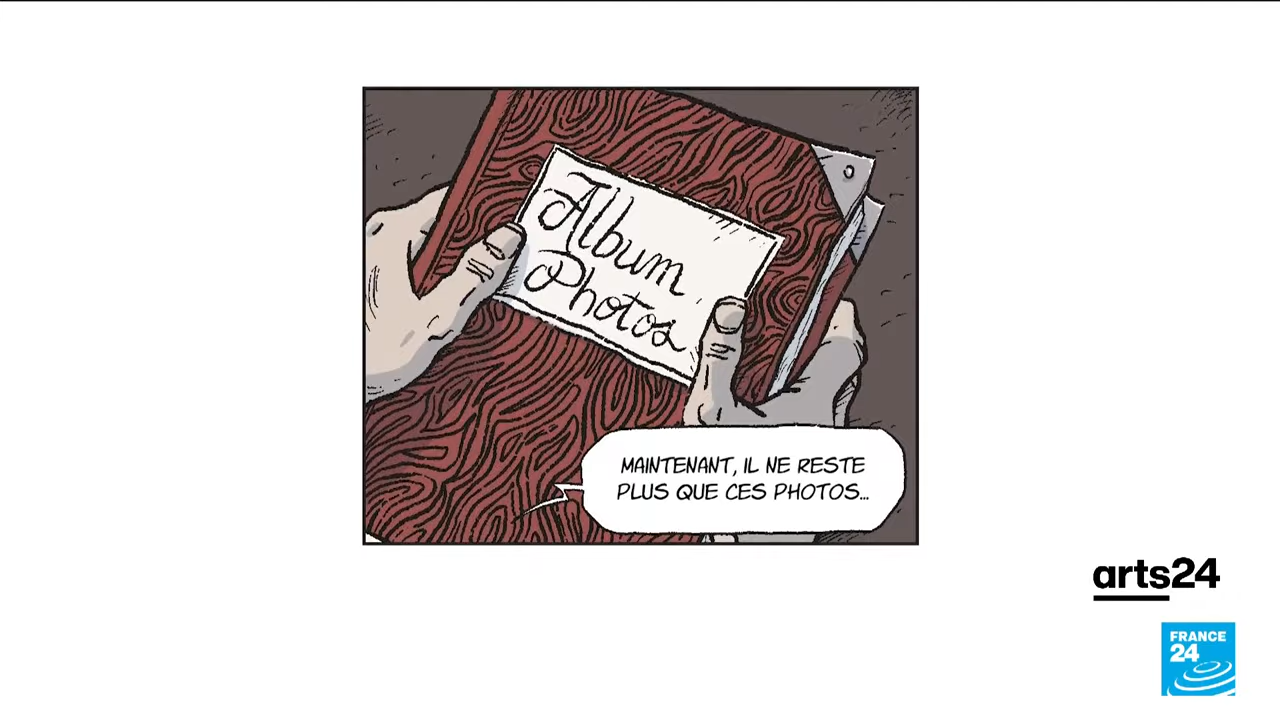 Album
Photos
MAINTENANT, IL NE RESTE
PLUS QUE CES PHOTOS...
arts24
FRANCE
24